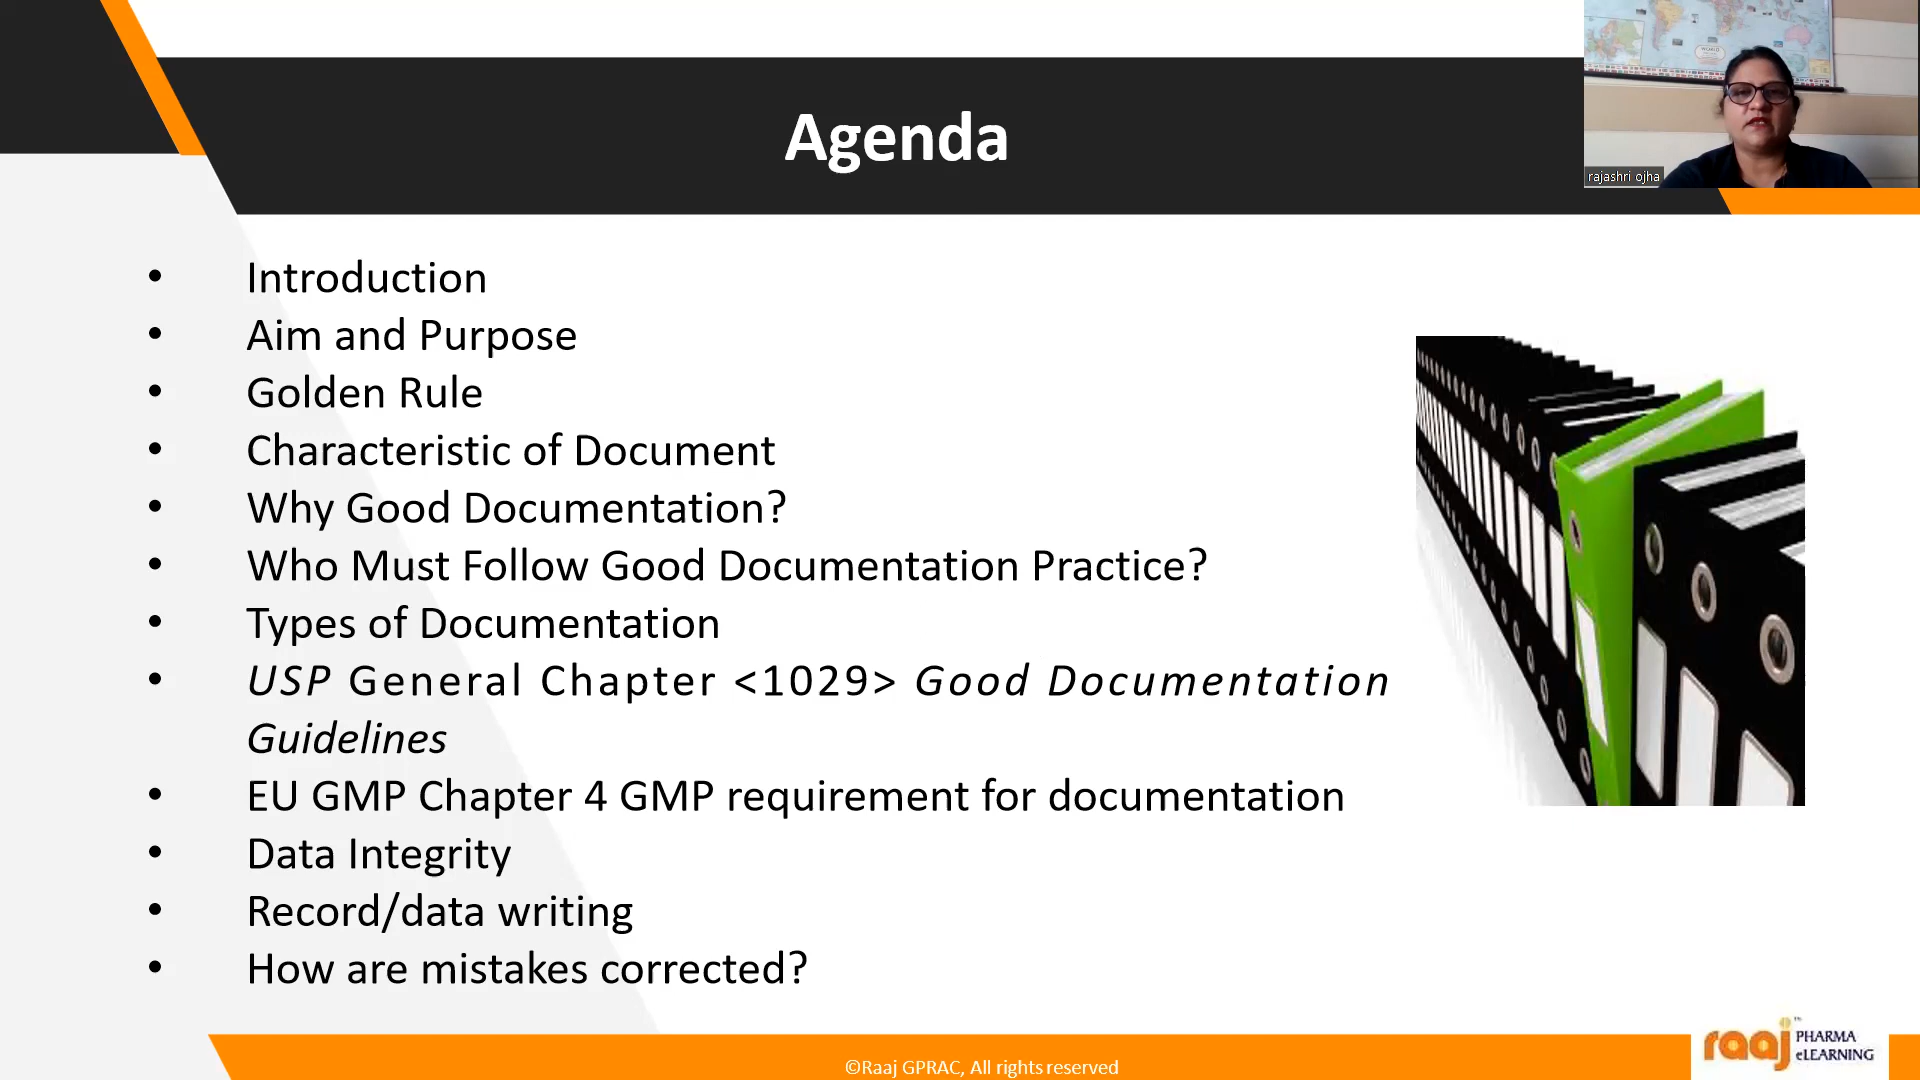 Agenda
rajashri ojha
• Introduction
• Aim and Purpose
• Golden Rule
• Characteristic of Document
• Why Good Documentation?
• Who Must Follow Good Documentation Practice?
• Types of Documentation
• USP General Chapter <1029> Good Documentation
Guidelines
• EU GMP Chapter 4 GMP requirement for documentation
• Data Integrity
• Record/data writing
• How are mistakes corrected?
©Raaj GPRAC, All rights reserved
raaj PHARMA
eLEARNING